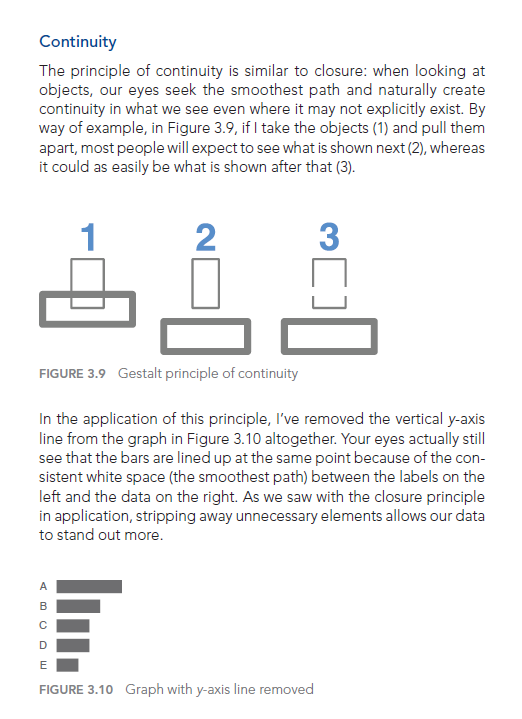 Continuity
The principle of continuity is similar to closure: when looking at
objects, our eyes seek the smoothest path and naturally create
continuity in what we see even where it may not explicitly exist. By
way of example, in Figure 3.9, if I take the objects (1) and pull them
apart, most people will expect to see what is shown next (2), whereas
it could as easily be what is shown after that (3).
1 2 3
FIGURE 3.9 Gestalt principle of continuity
In the application of this principle, I’ve removed the vertical y-axis
line from the graph in Figure 3.10 altogether. Your eyes actually still
see that the bars are lined up at the same point because of the con-
sistent white space (the smoothest path) between the labels on the
left and the data on the right. As we saw with the closure principle
in application, stripping away unnecessary elements allows our data
to stand out more.
A
B
C
D
E
FIGURE 3.10 Graph with y-axis line removed